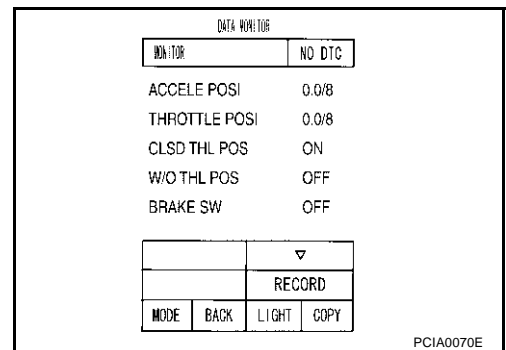 DATA MONITOR
MONITOR NO DTC
ACCELE POSI 0.0/8
THROTTLE POSI 0.0/8
CLSD THL POS ON
W/O THL POS OFF
BRAKE SW OFF
▽
RECORD
MODE BACK LIGHT COPY
PCIA0070E